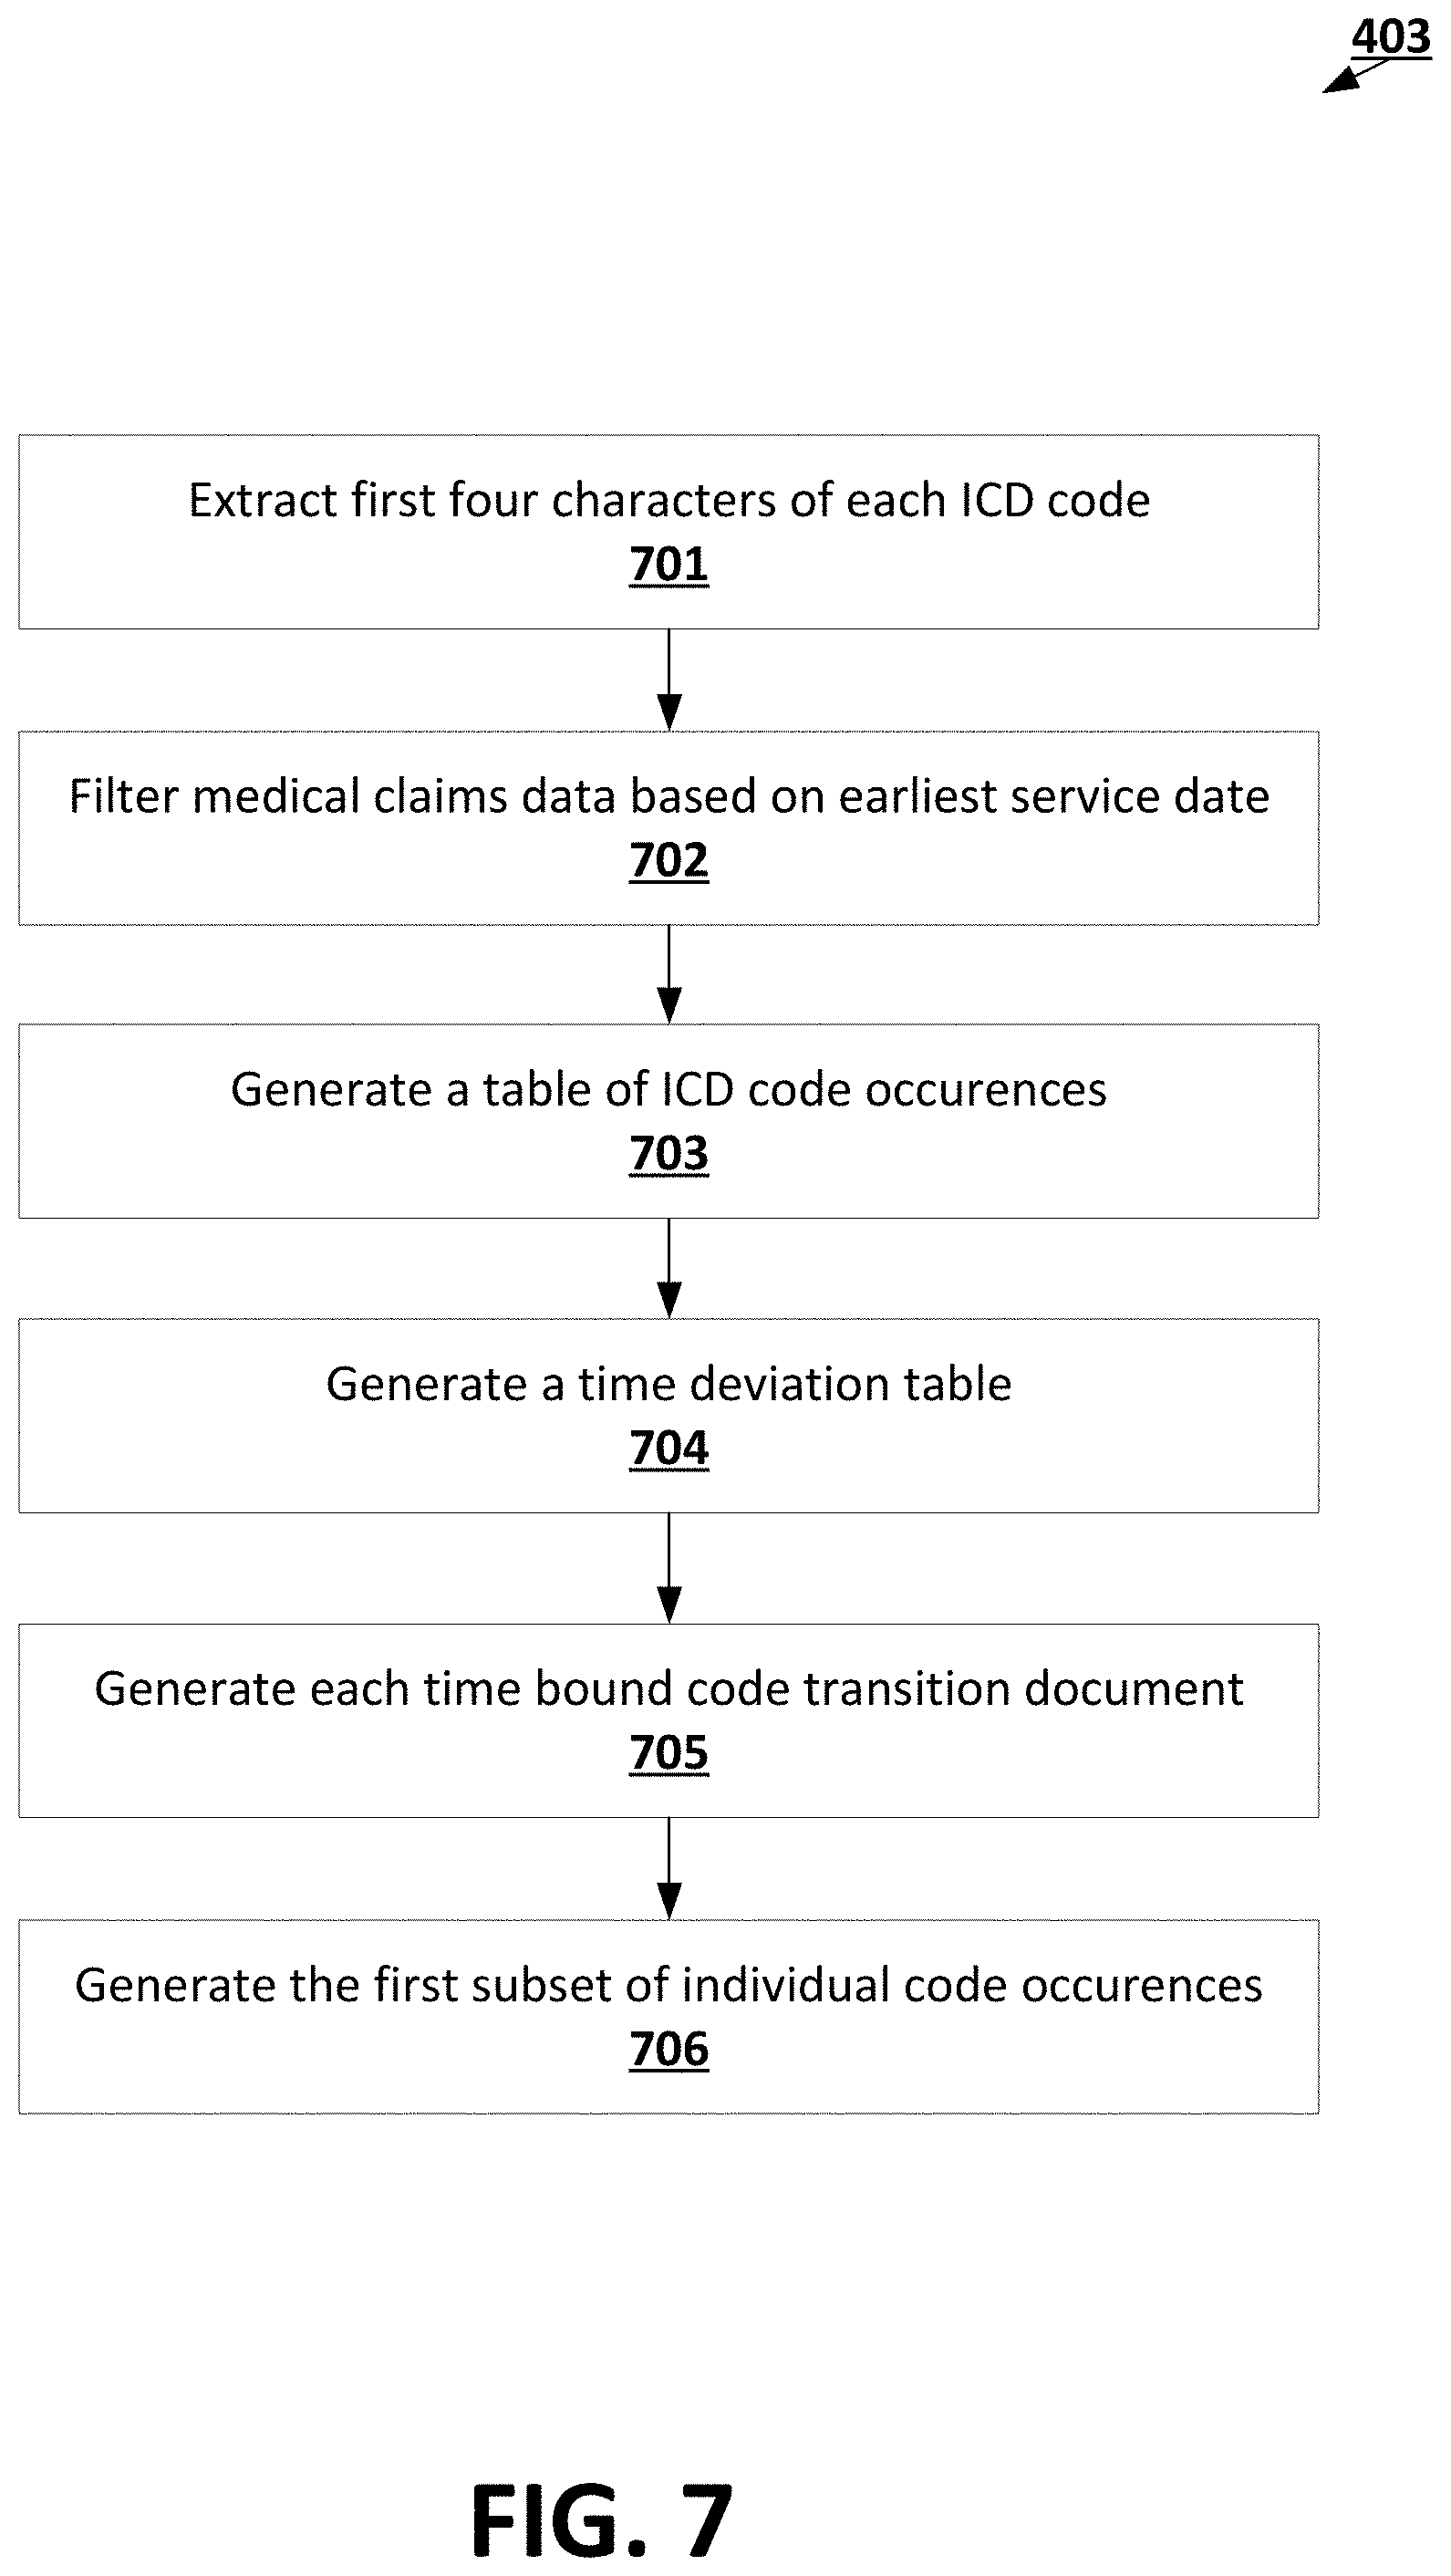 403
Extract first four characters of each ICD code
701
Filter medical claims data based on earliest service date
702
Generate a table of ICD code occurences
703
Generate a time deviation table
704
Generate each time bound code transition document
705
Generate the first subset of individual code occurences
706
FIG. 7